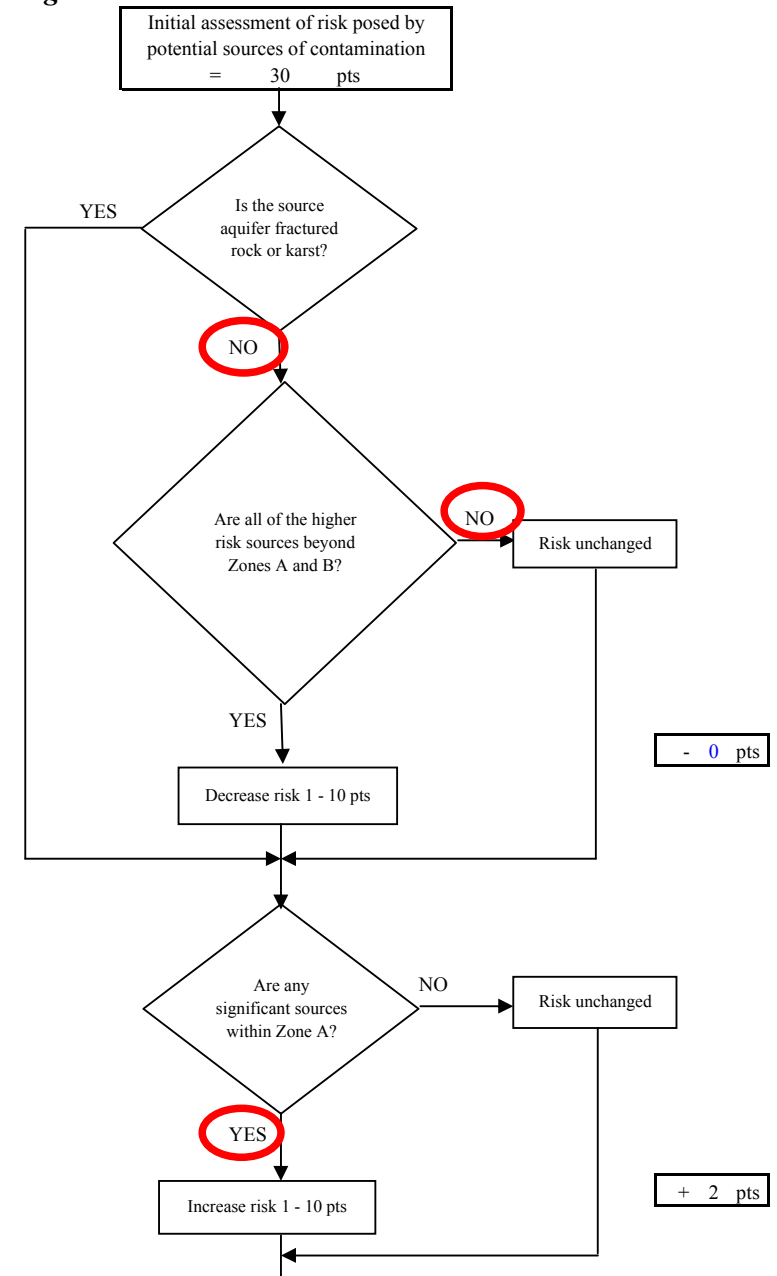 Initial assessment of risk posed by
potential sources of contamination
= 30 pts
YES
Is the source
aquifer fractured
rock or karst?
NO
Are all of the higher
risk sources beyond
Zones A and B?
NO
Risk unchanged
YES
- 0 pts
Decrease risk 1 - 10 pts
Are any
significant sources
within Zone A?
NO
Risk unchanged
YES
+ 2 pts
Increase risk 1 - 10 pts